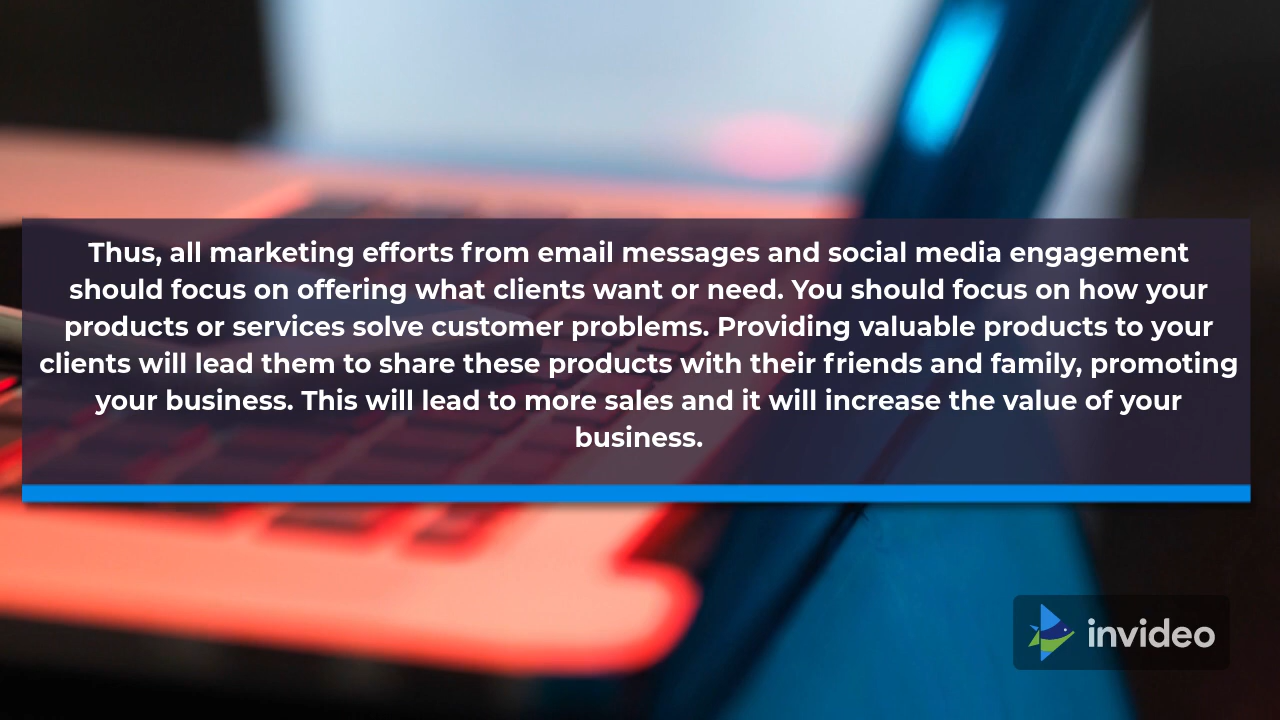 Thus, all marketing efforts from email messages and social media engagement
should focus on offering what clients want or need. You should focus on how your
products or services solve customer problems. Providing valuable products to your
clients will lead them to share these products with their friends and family, promoting
your business. This will lead to more sales and it will increase the value of your
business.
invideo